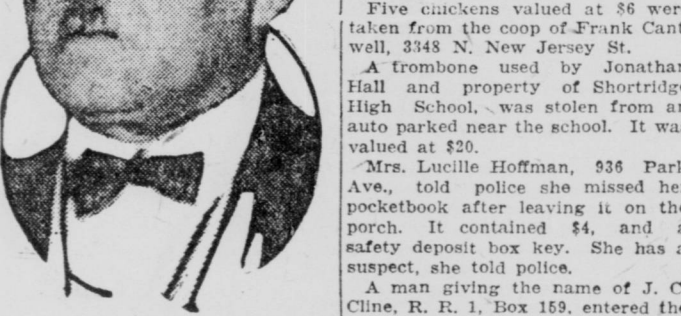 Five chickens valued at $6 wer
taken from the coop of Frank Cant
well, 3348 N. New Jersey St.
A trombone used by Jonathan
Hall and property of Shortridg
High School, was stolen from an
auto parked near the school. It wa
valued at $20.
Mrs. Lucille Hoffman, 936 Park
Ave., told police she missed her
pocketbook after leaving it on the
porch. It contained $4, and a
safety deposit box key. She has a
suspect, she told police.
A man giving the name of J. C
Cline, R. R. 1, Box 159, entered the